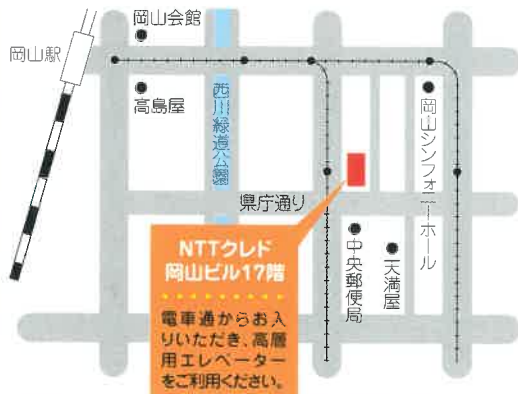 岡山会館
岡山駅
高島屋
西川緑道公園
岡山シンフォニーホール
県庁通り
中央郵便局
天満屋
NTTクレド
岡山ビル17階
電車通からお入
りいただき、高層
用エレベーター
をご利用ください。